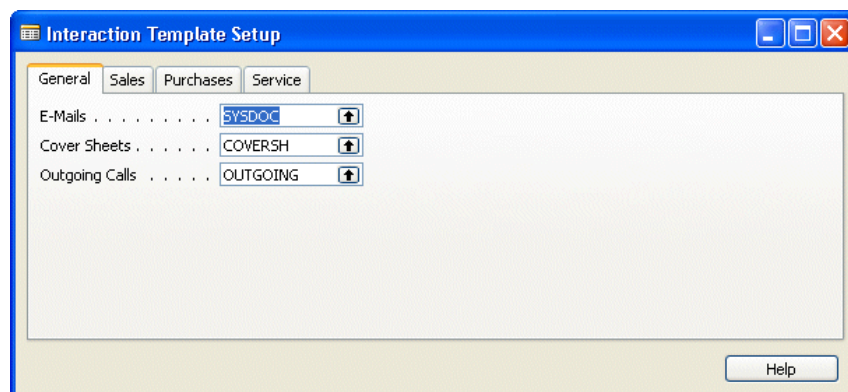 Interaction Template Setup
General Sales Purchases Service
E-Mails . . . . . . . . . . SYSDOC
Cover Sheets . . . . . . COVERSH
Outgoing Calls . . . . . OUTGOING
Help